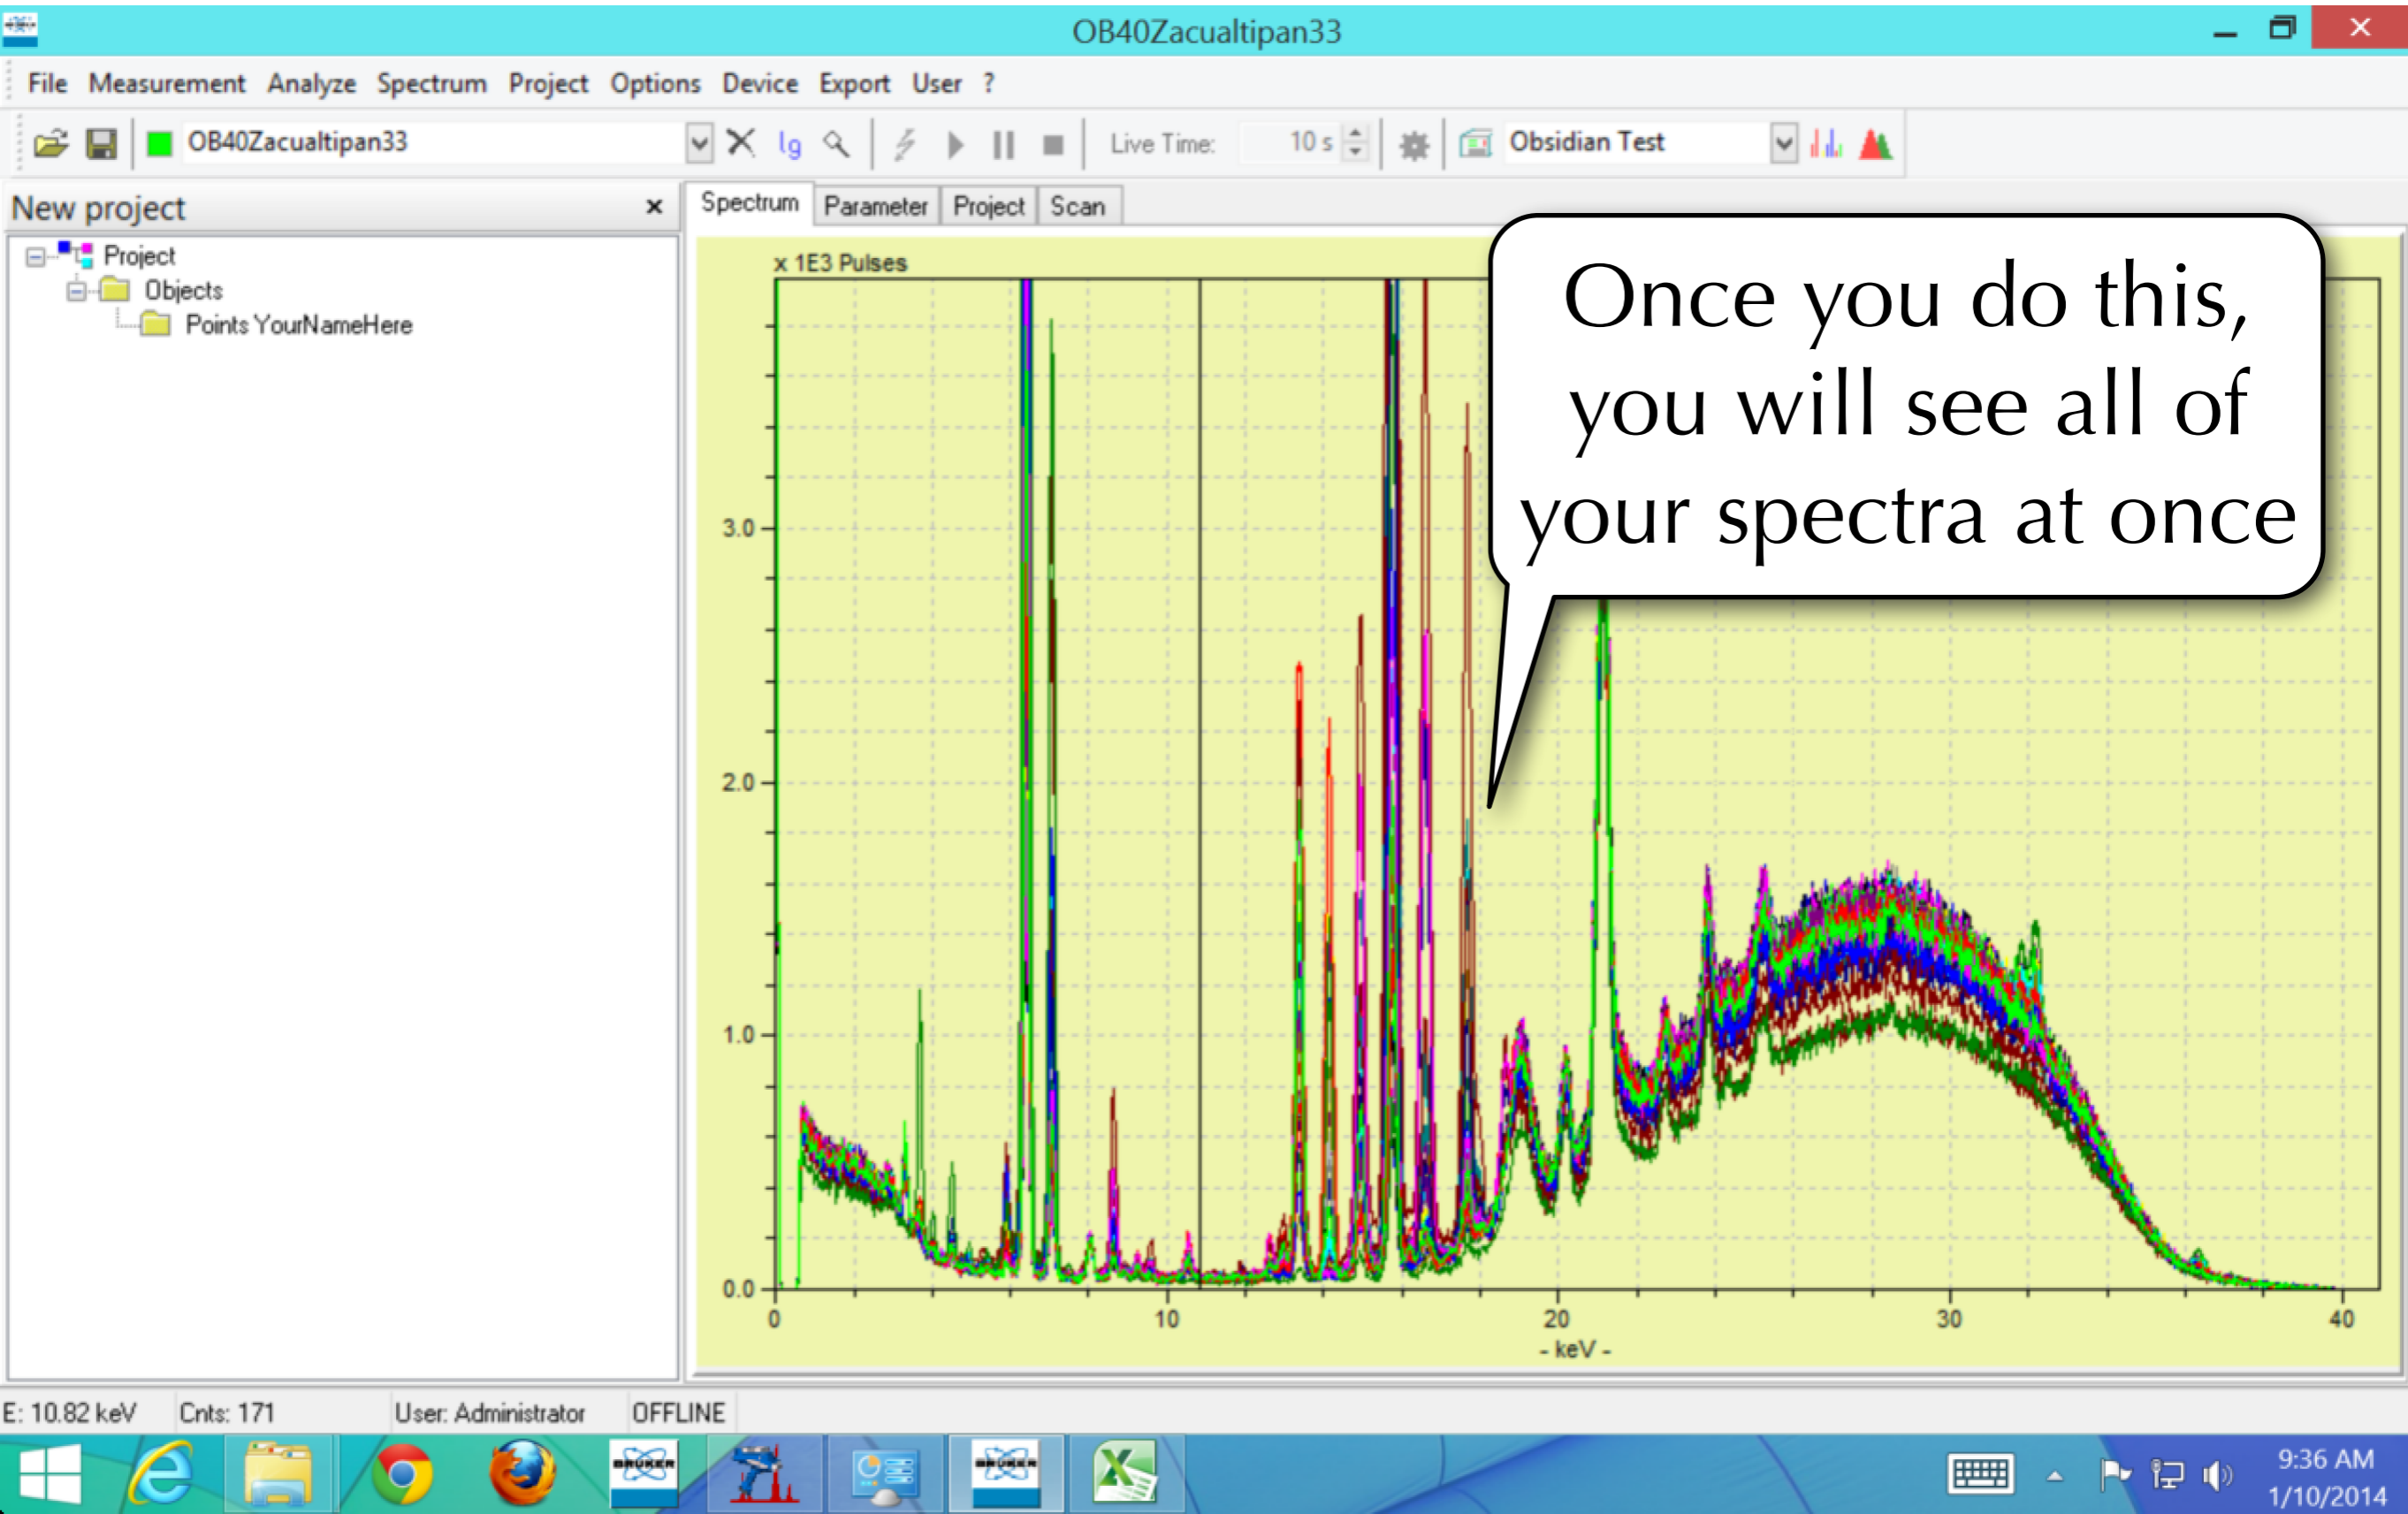 OB40Zacualtipan33
File Measurement Analyze Spectrum Project Options Device Export User ?
OB40Zacualtipan33 lg Live Time: 10 s Obsidian Test
New project
Spectrum Parameter Project Scan
Project
Objects
Points YourNameHere
x 1E3 Pulses
Once you do this,
you will see all of
your spectra at once
3.0
2.0
1.0
0.0
0 10 20 30 40
- keV -
E: 10.82 keV Cnts: 171 User: Administrator OFFLINE
BRUKER BRUKER
9:36 AM
1/10/2014